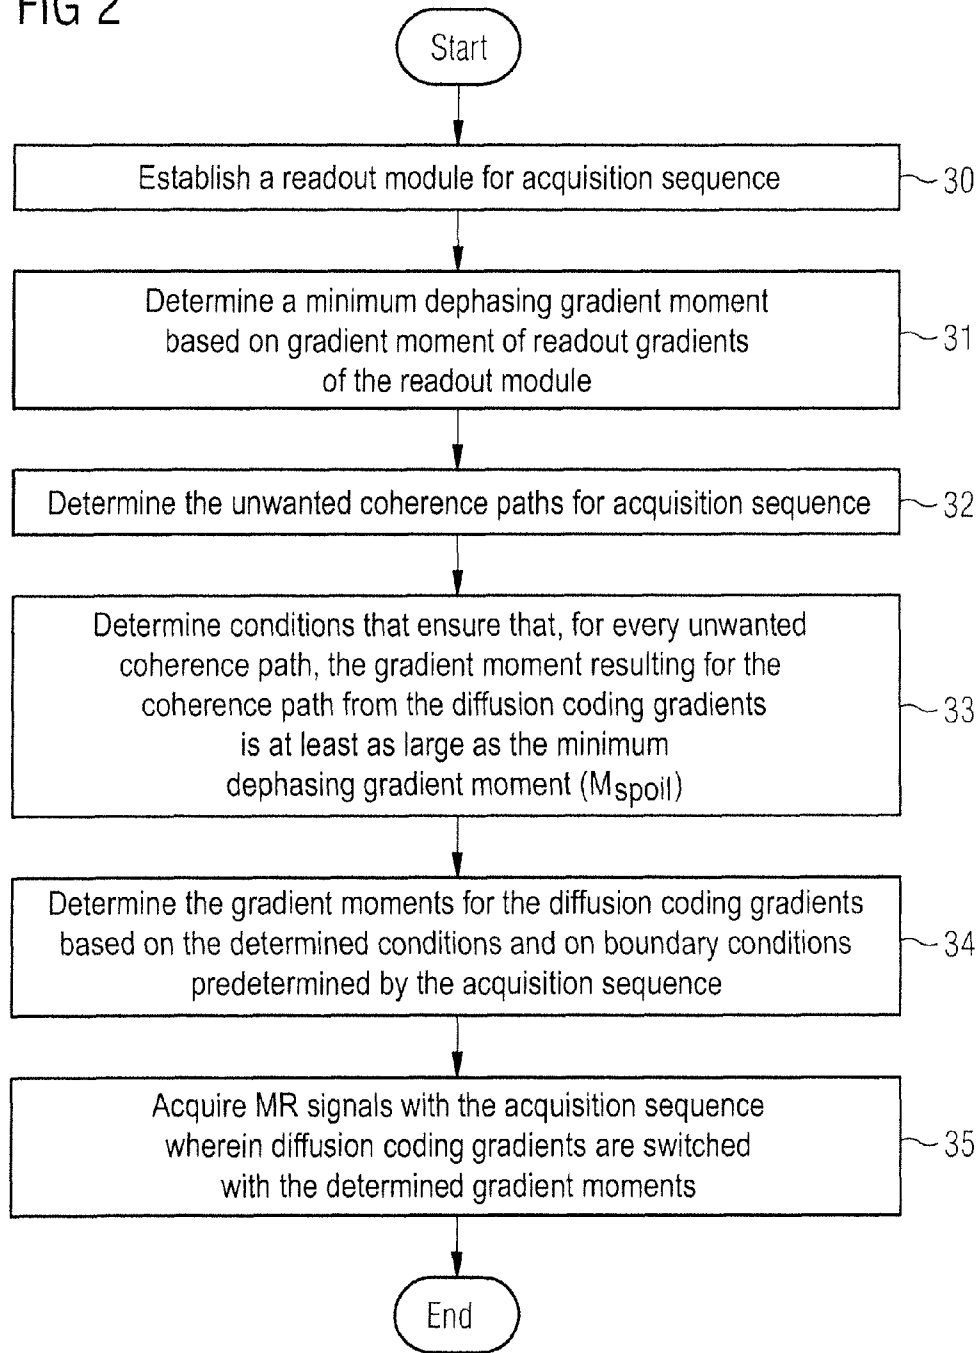 FIG 2
Start
Establish a readout module for acquisition sequence
30
Determine a minimum dephasing gradient moment
based on gradient moment of readout gradients
of the readout module
31
Determine the unwanted coherence paths for acquisition sequence
32
Determine conditions that ensure that, for every unwanted
coherence path, the gradient moment resulting for the
coherence path from the diffusion coding gradients
is at least as large as the minimum
dephasing gradient moment (Mspoil)
33
Determine the gradient moments for the diffusion coding gradients
based on the determined conditions and on boundary conditions
predetermined by the acquisition sequence
34
Acquire MR signals with the acquisition sequence
wherein diffusion coding gradients are switched
with the determined gradient moments
35
End